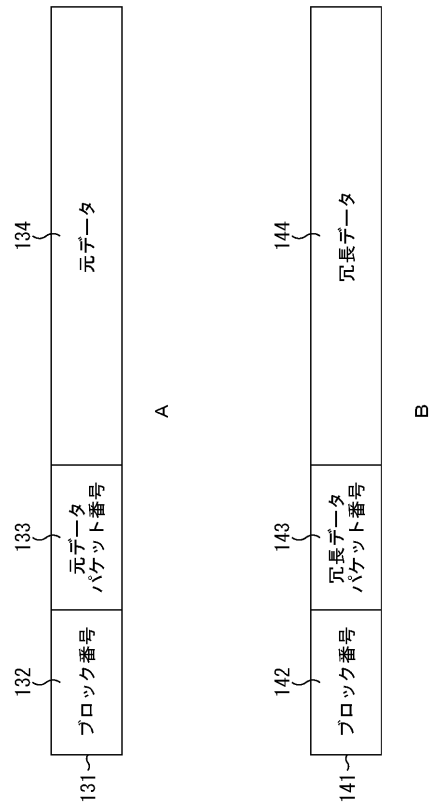 132
133
134
ブロック番号
元データ
パケット番号
元データ
131
A
142
143
144
ブロック番号
冗長データ
パケット番号
冗長データ
141
B